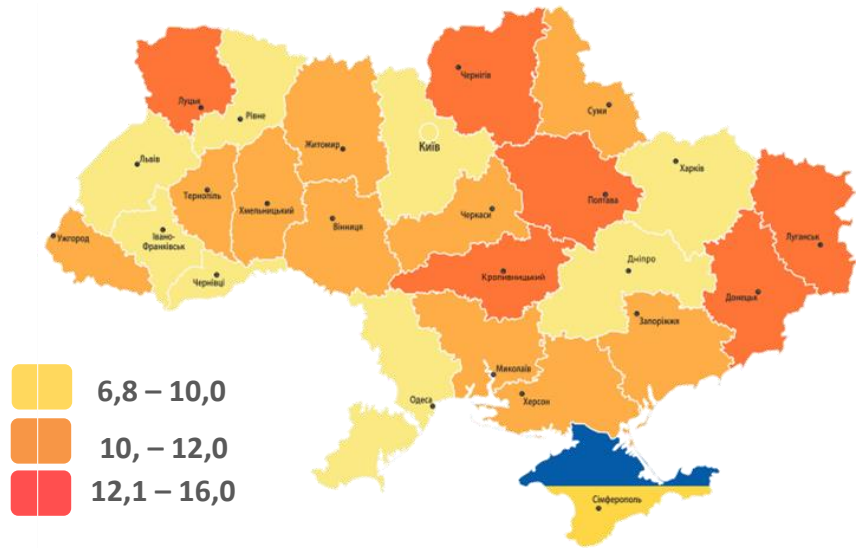 Чернігів
Луцьк
Суми
Рівне
Київ
Житомир
Львів
Харків
Тернопіль
Полтава
Хмельницький
Черкаси
Вінниця
Івано-
Франківськ
Ужгород
Луганськ
Дніпро
Чернівці
Кропивницький
Донецьк
Запоріжжя
Миколаїв
Херсон
Одеса
Сімферополь
6,8 – 10,0
10, – 12,0
12,1 – 16,0